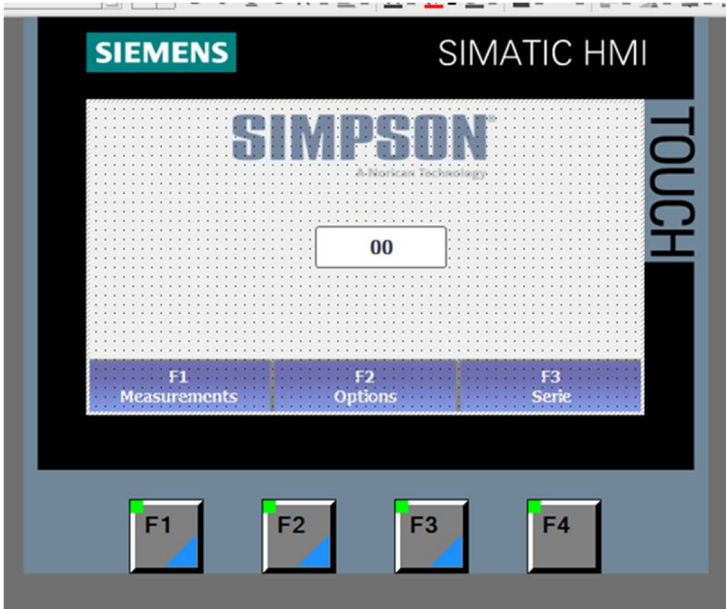 SIEMENS
SIMATIC HMI
TOUCH
SIMPSON®
A Norican Technology
00
F1
Measurements
F2
Options
F3
Serie
F1
F2
F3
F4